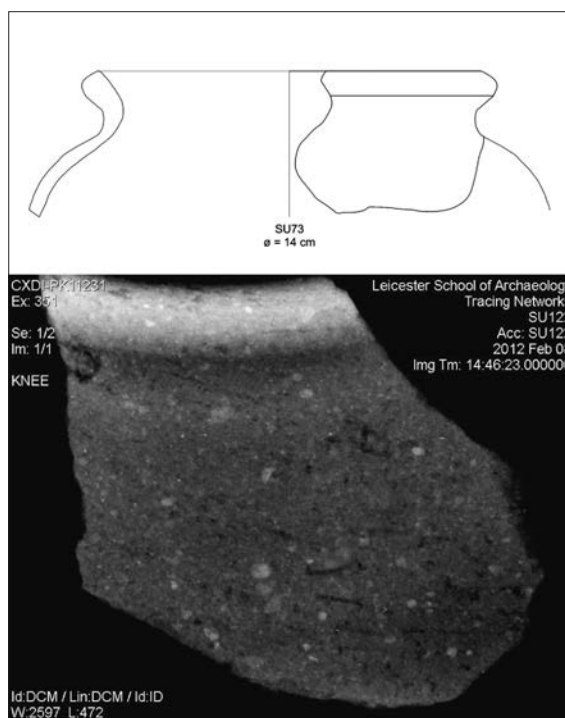 SU73
ø = 14 cm
CXDI-PK11231
Ex: 351
Se: 1/2
Im: 1/1
KNEE
Leicester School of Archaeolog
Tracing Network
SU122
Acc: SU122
2012 Feb 0
Img Tm: 14:46:23.00000
Id:DCM / Lin:DCM / Id:ID
W:2597 L:472